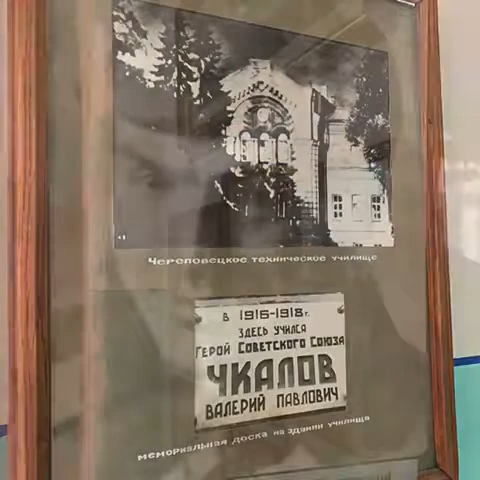 Череповецкое техническое училище
В 1916-1918 г.
ЗДЕСЬ УЧИЛСЯ
ГЕРОЙ СОВЕТСКОГО СОЮЗА
ЧКАЛОВ
ВАЛЕРИЙ ПАВЛОВИЧ
мемориальная доска на здании училища